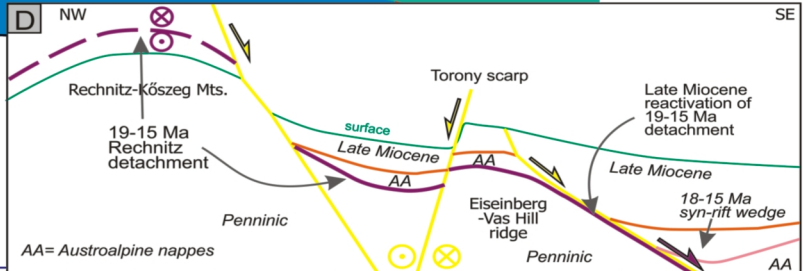 D
NW
SE
Rechnitz-Kőszeg Mts.
Torony scarp
Late Miocene
reactivation of
19-15 Ma
detachment
19-15 Ma
Rechnitz
detachment
surface
Late Miocene
AA
AA
Late Miocene
18-15 Ma
syn-rift wedge
Eiseinberg
-Vas Hill
ridge
Penninic
Penninic
AA= Austroalpine nappes
AA